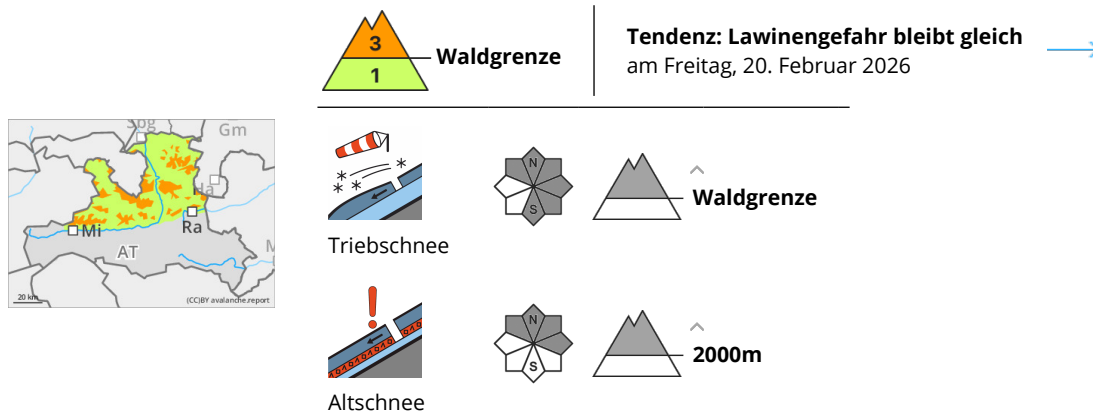 3
1
Waldgrenze
Tendenz: Lawinengefahr bleibt gleich
am Freitag, 20. Februar 2026
Sbg
Gm
Ha
Mi
Ra
AT
M
20 km
(CC)BY avalanche.report
N
S
Waldgrenze
Triebschnee
N
S
2000m
Altschnee